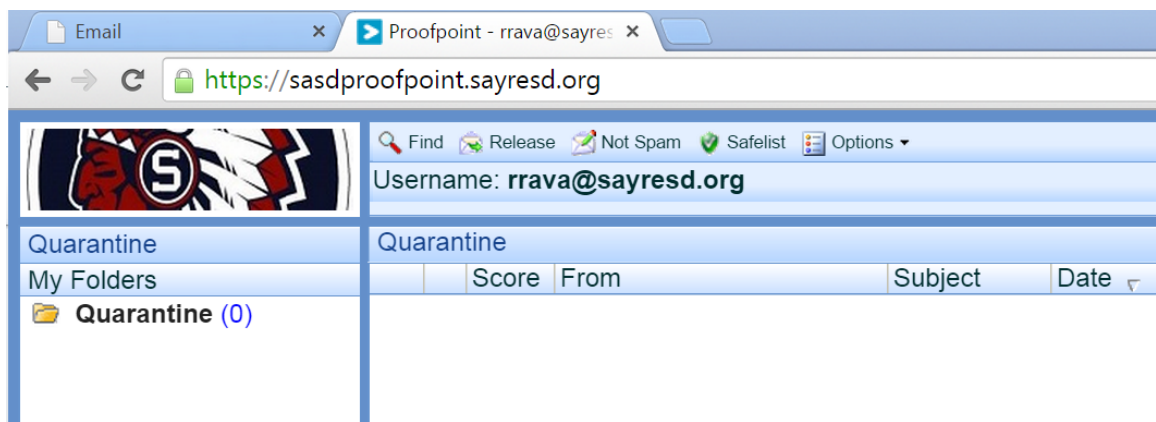 Email
Proofpoint - rrava@sayres
https://sasdproofpoint.sayresd.org
S
Find Release Not Spam Safelist Options
Username: rrava@sayresd.org
Quarantine
My Folders
Quarantine (0)
Quarantine
Score From Subject Date